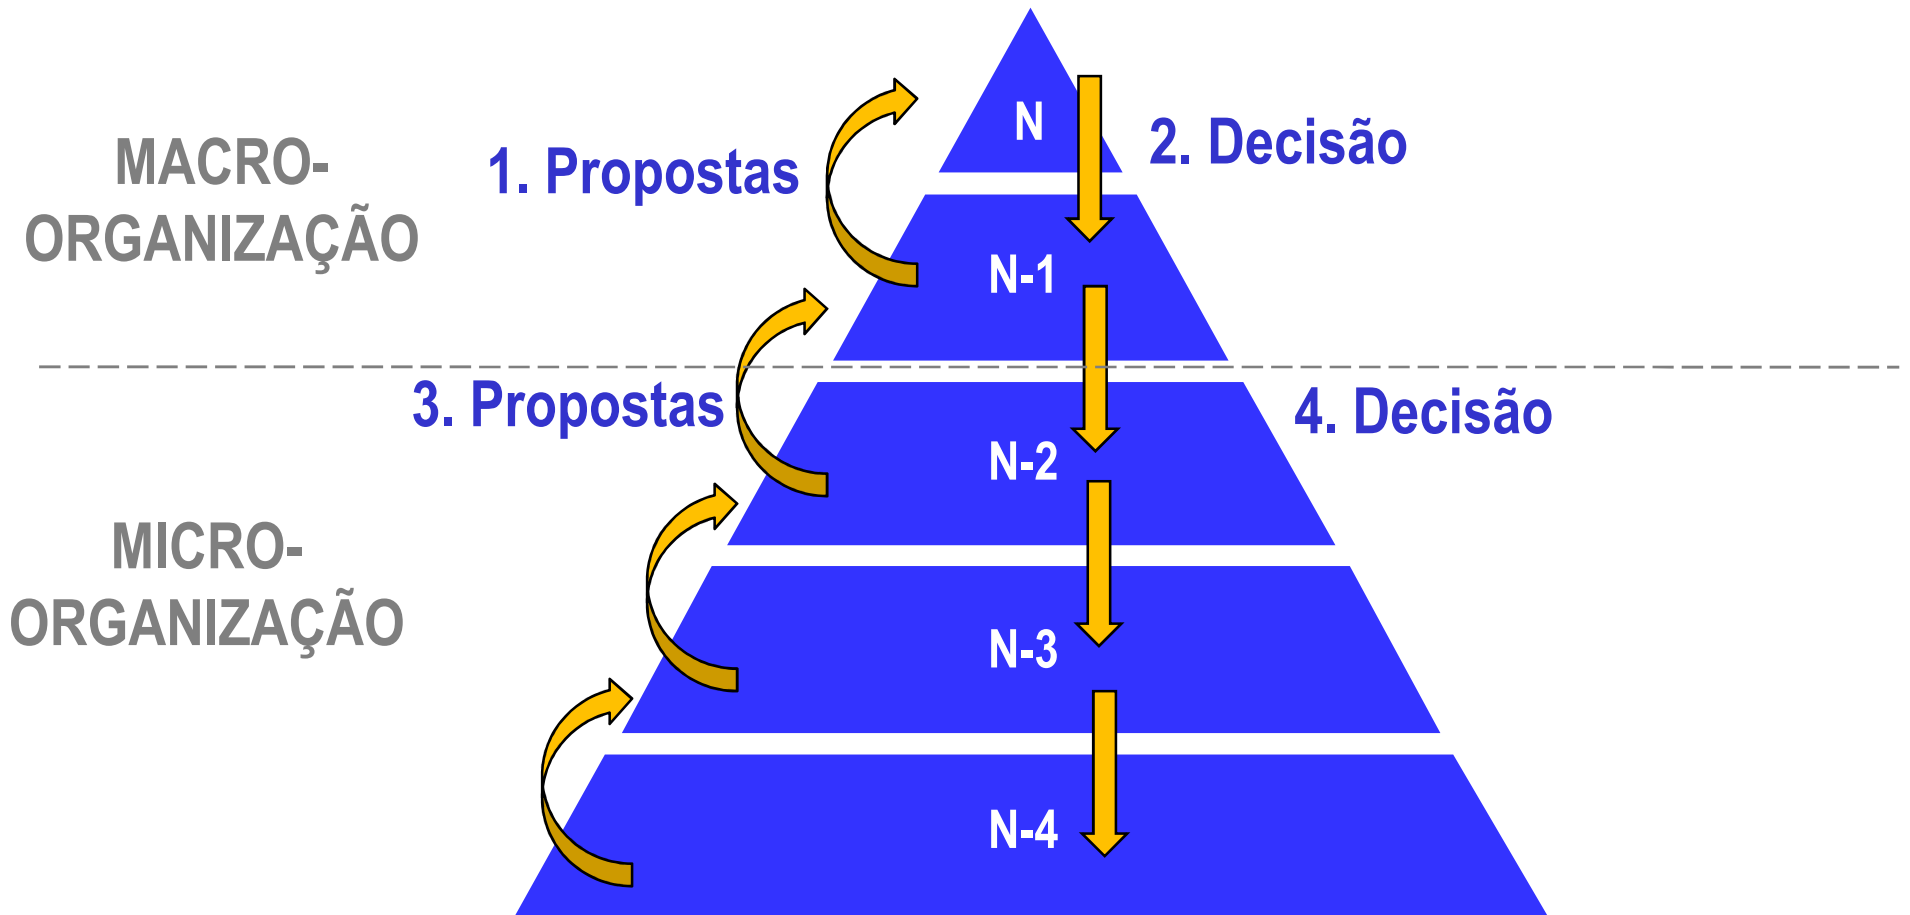 MACRO-
ORGANIZAÇÃO
1. Propostas
N
2. Decisão
N-1
3. Propostas
4. Decisão
N-2
MICRO-
ORGANIZAÇÃO
N-3
N-4